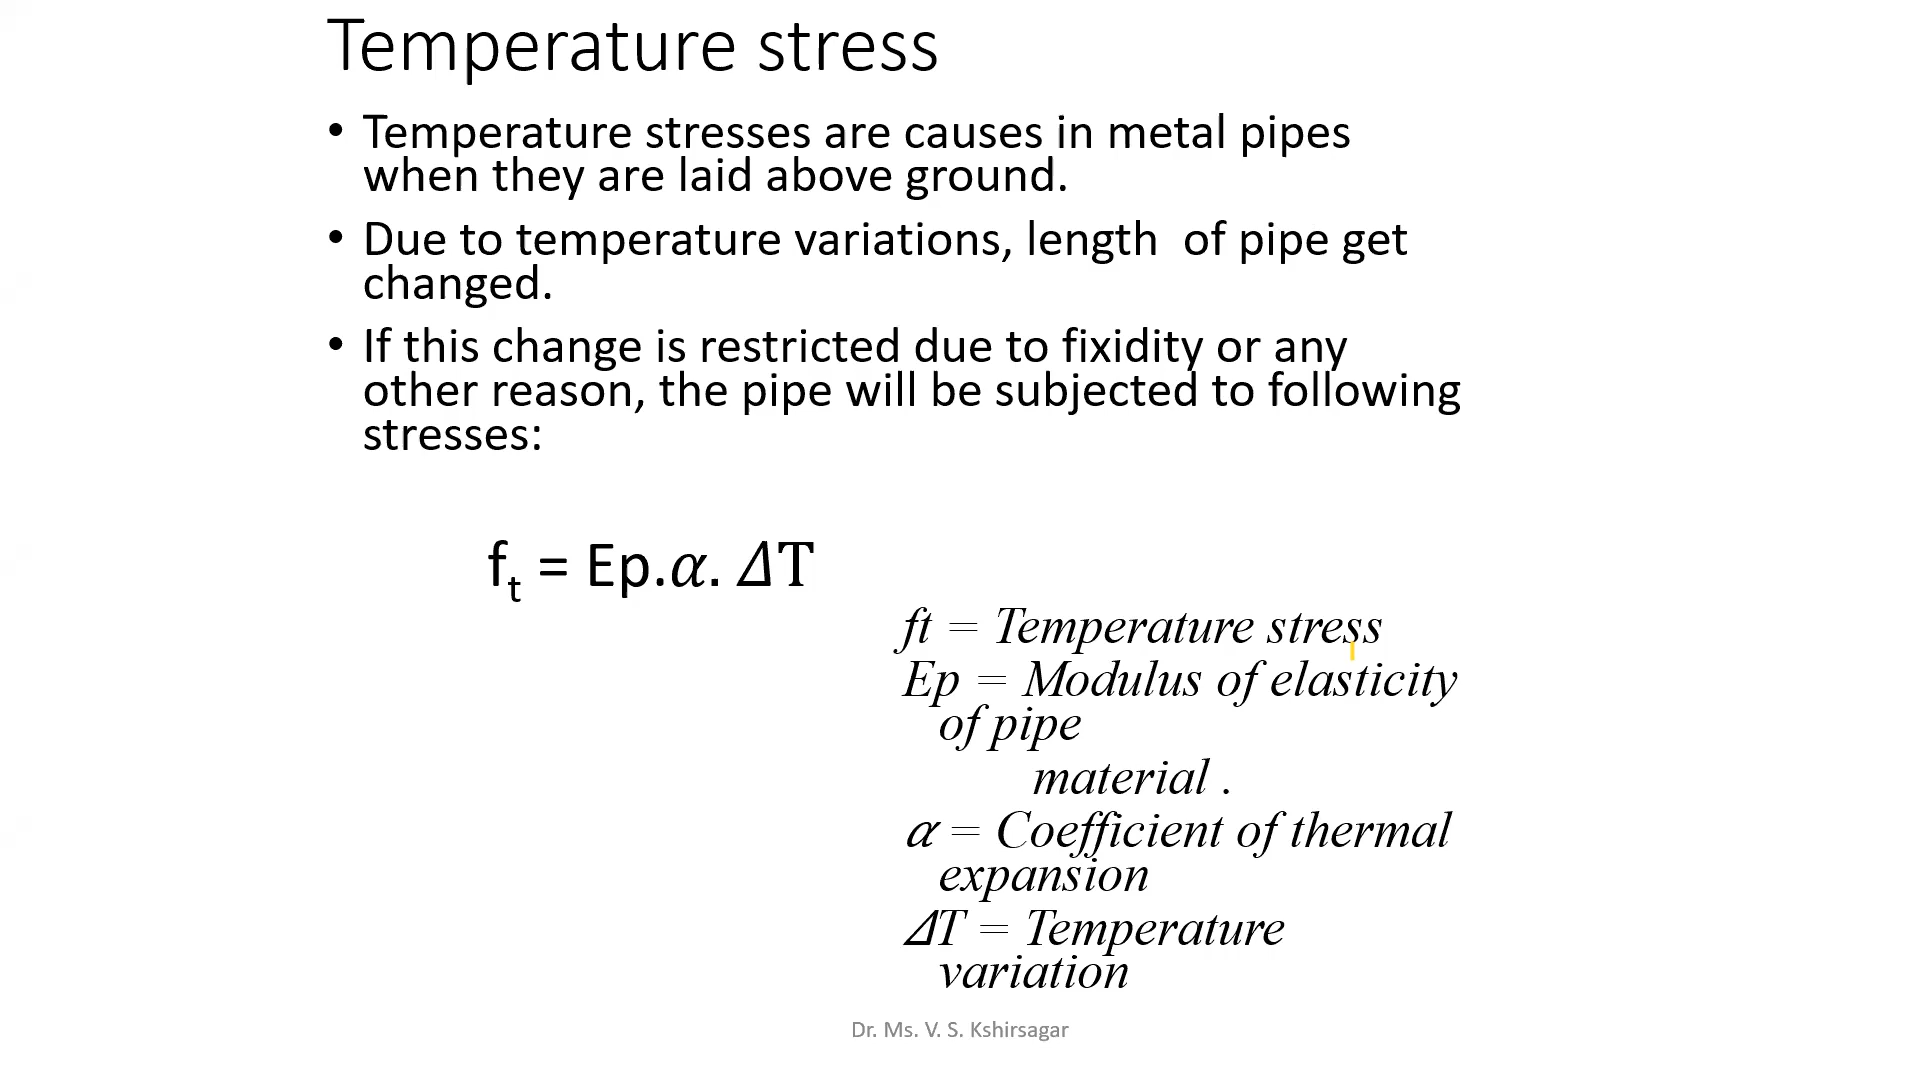 Temperature stress
• Temperature stresses are causes in metal pipes
when they are laid above ground.
• Due to temperature variations, length  of pipe get
changed.
• If this change is restricted due to fixidity or any
other reason, the pipe will be subjected to following
stresses:
fₜ = Ep.𝛼. 𝛥T
ft = Temperature stress
Ep = Modulus of elasticity
of pipe
material .
α = Coefficient of thermal
expansion
ΔT = Temperature
variation
Dr. Ms. V. S. Kshirsagar